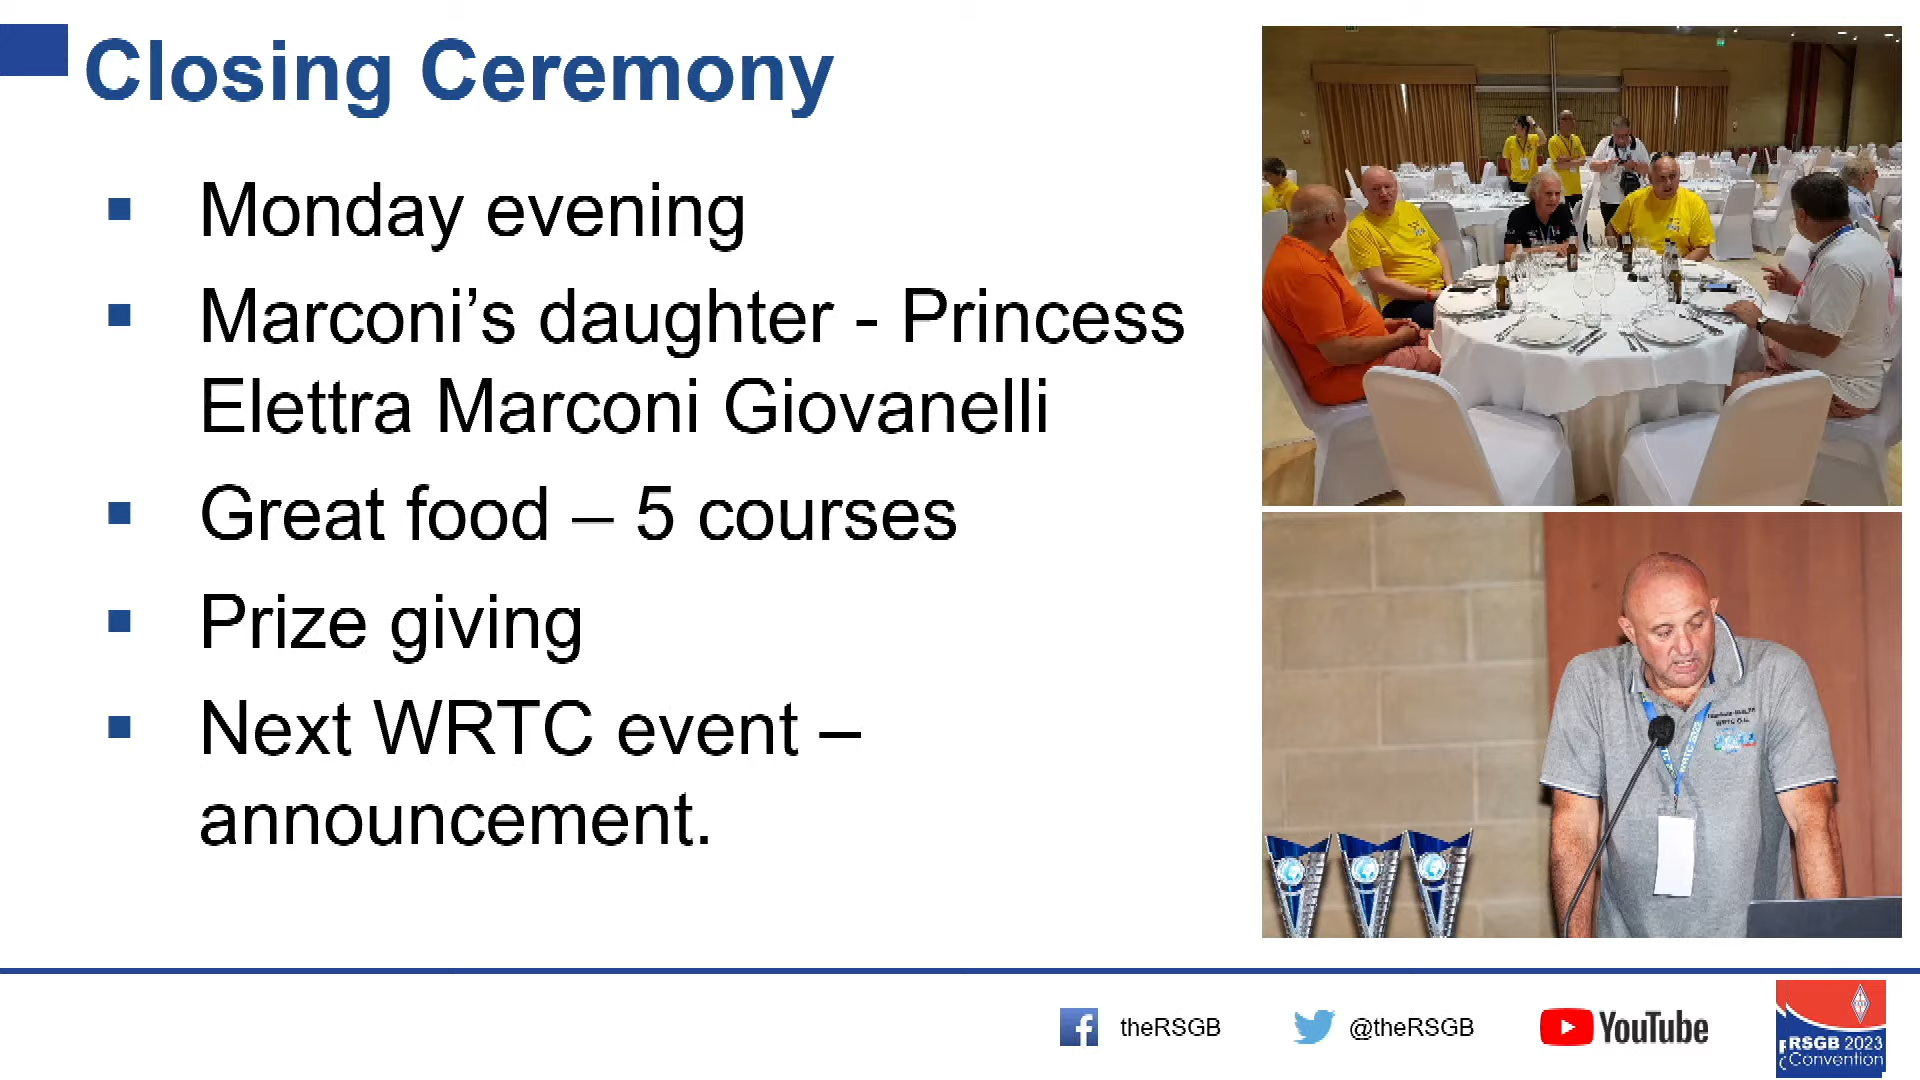 Closing Ceremony
Monday evening
Marconi’s daughter - Princess
Elettra Marconi Giovanelli
Great food – 5 courses
Prize giving
Next WRTC event –
announcement.
theRSGB
@theRSGB
YouTube
RSGB 2023
Convention